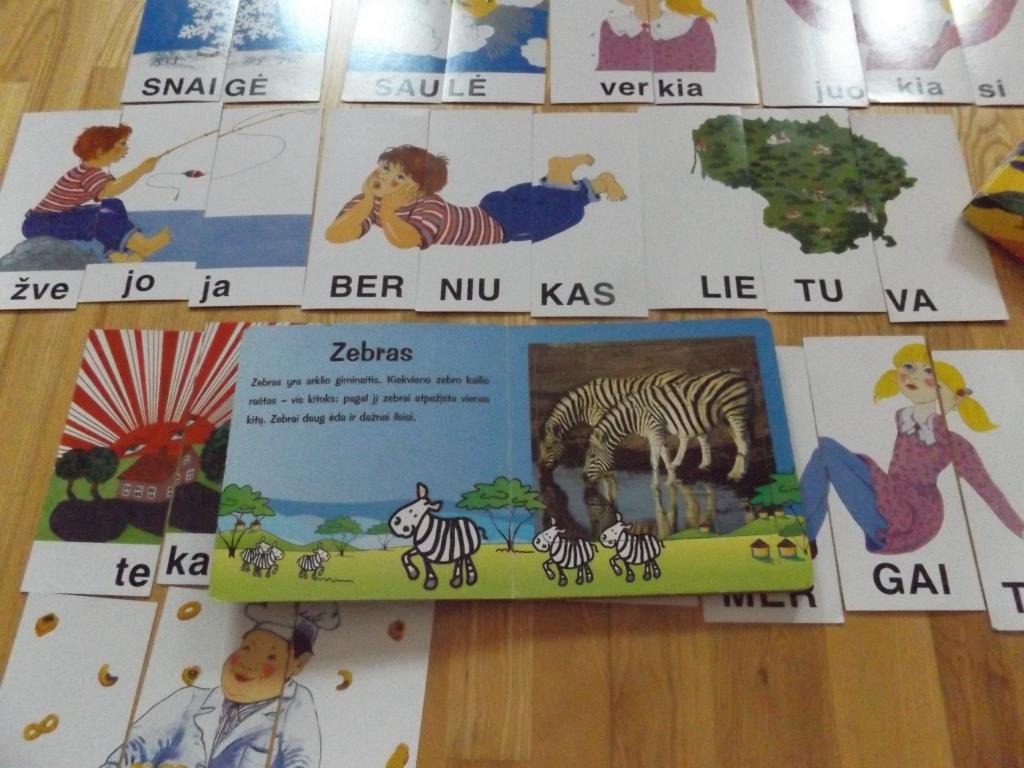 SNAI GĖ SAU LĖ ver kia juo kia si
žve jo ja BER NIU KAS LIE TU VA
Zebras
Zebras yra arklio giminaitis. Kiekvieno zebro kailio
raštas – vis kitoks: pagal jį zebrai atpažįsta vienas
kitą. Zebrai daug ėda ir dažnai ilsisi.
te ka MER GAI T